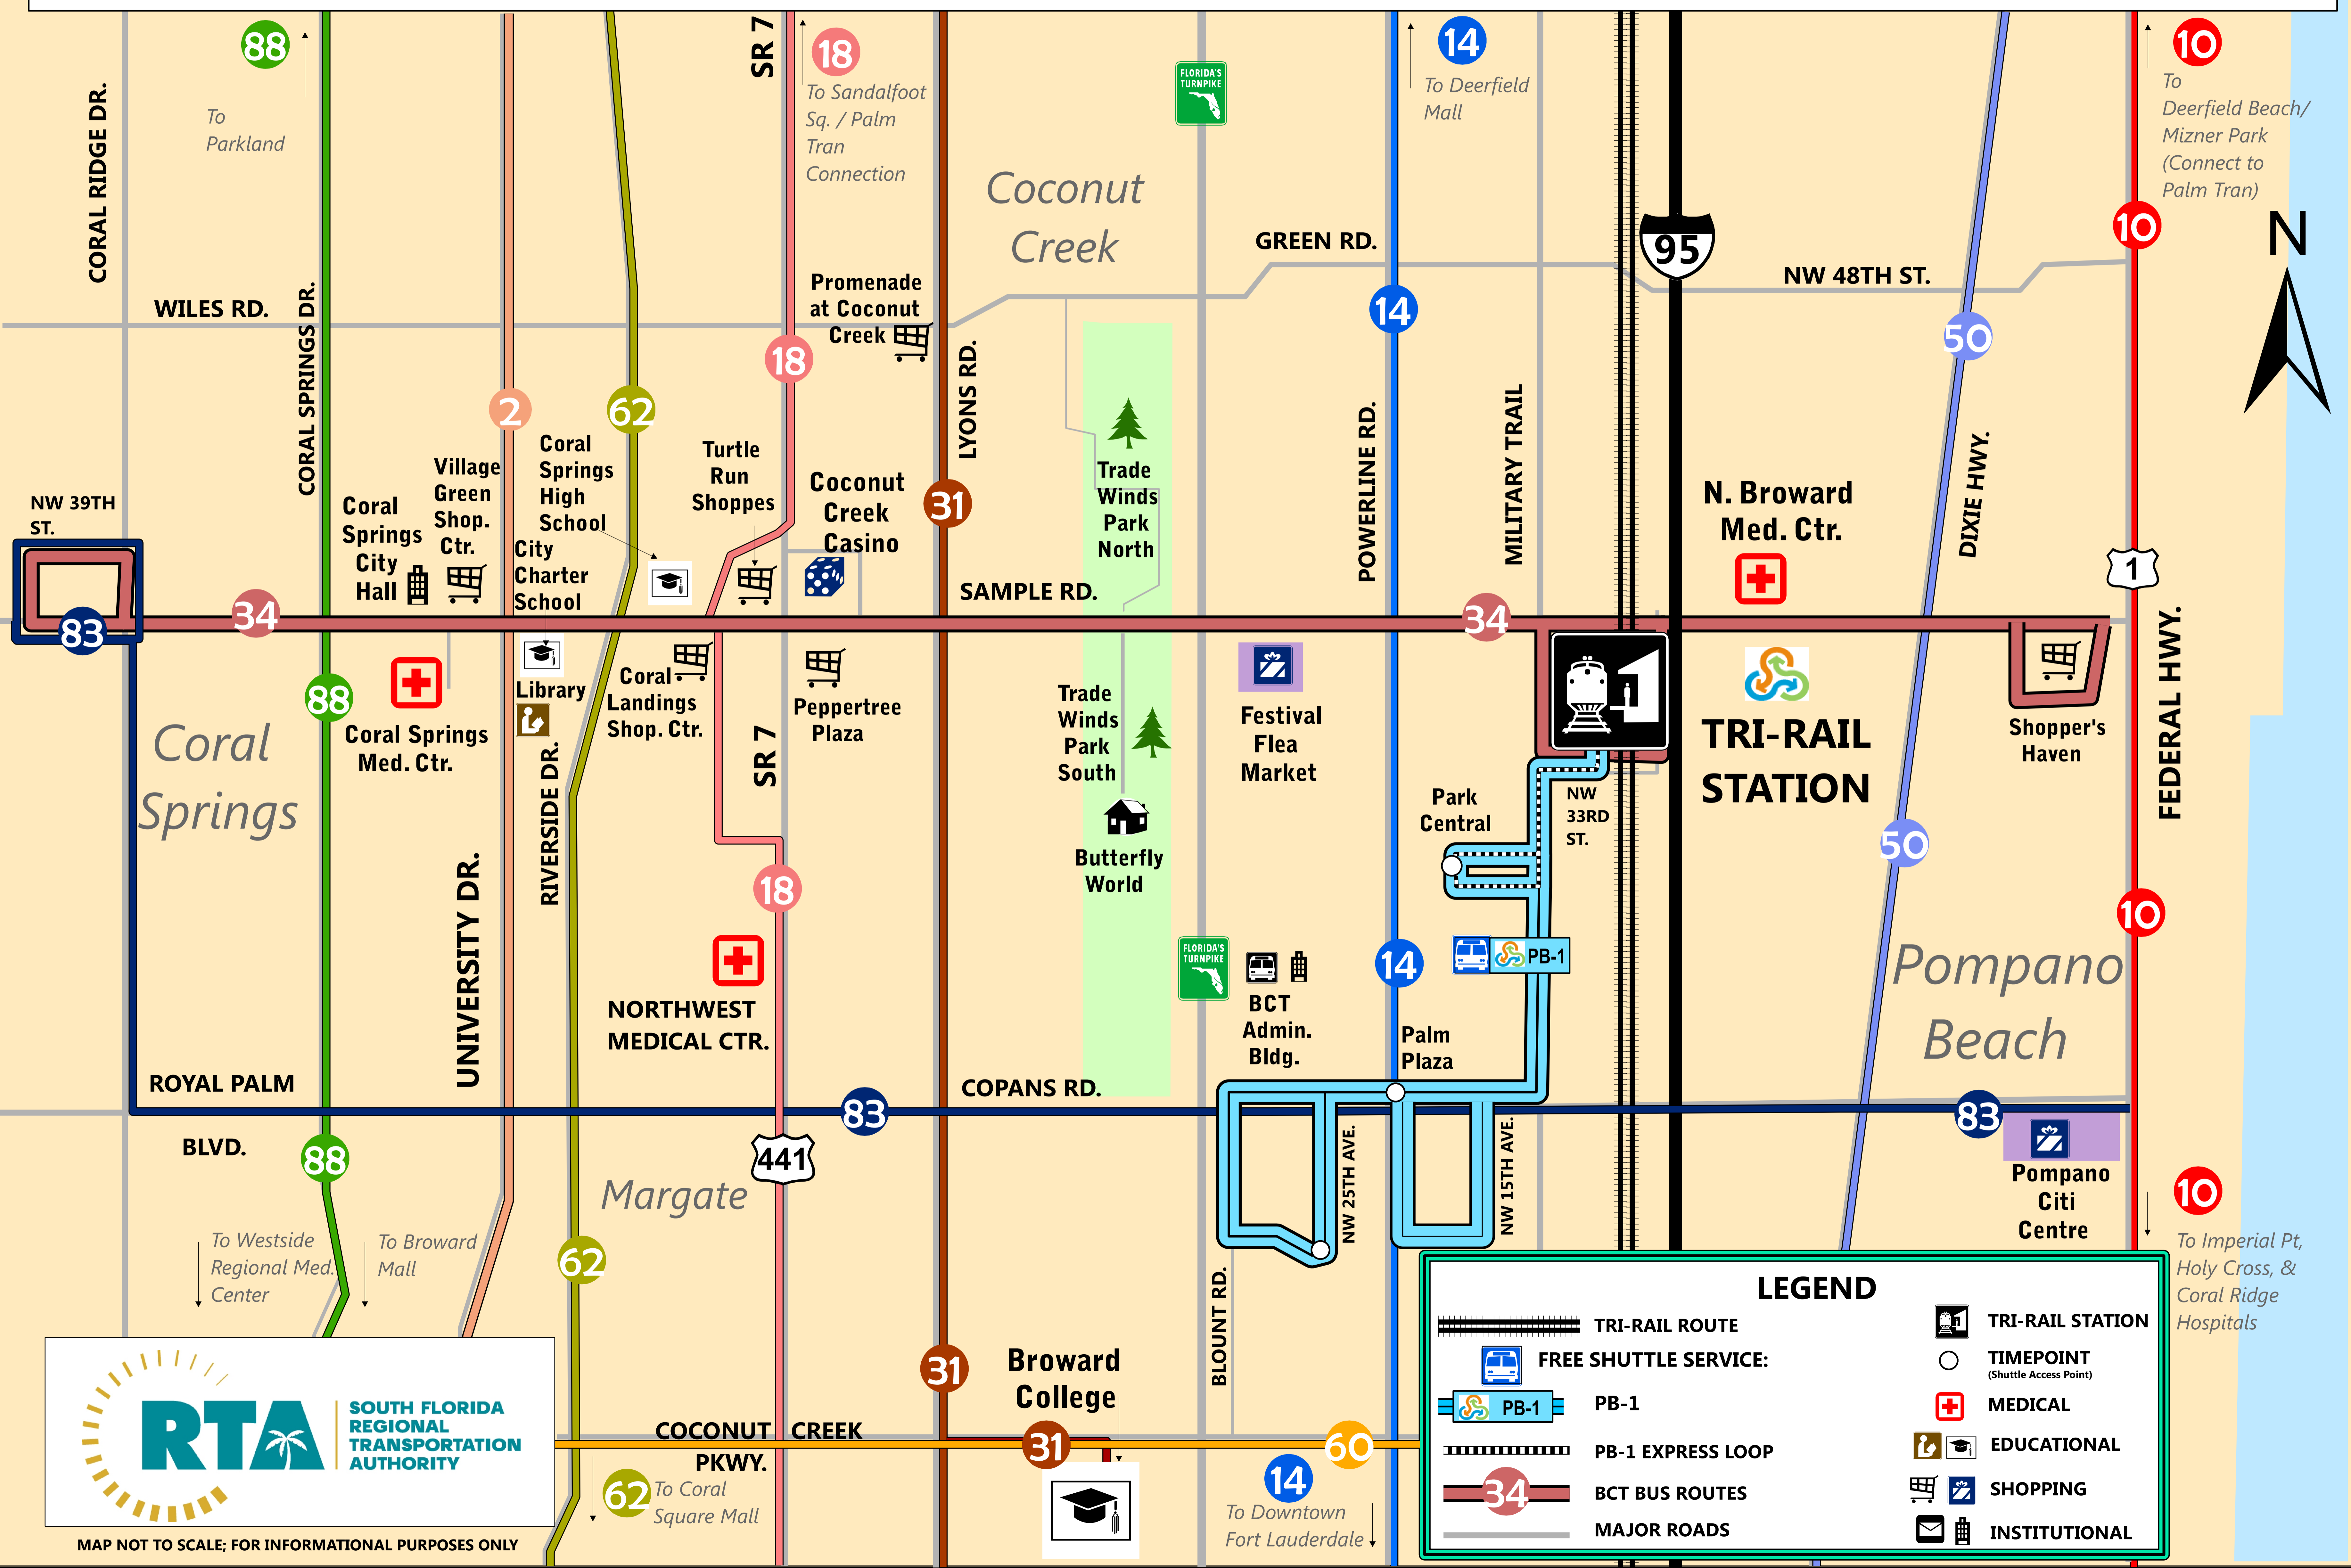 88
To
Parkland
CORAL RIDGE DR.
SR 7
18
To Sandalfoot
Sq. / Palm
Tran
Connection
FLORIDA'S
TURNPIKE
14
To Deerfield
Mall
10
To
Deerfield Beach/
Mizner Park
(Connect to
Palm Tran)
10
N
Coconut
Creek
GREEN RD.
95
NW 48TH ST.
WILES RD.
CORAL SPRINGS DR.
Promenade
at Coconut
Creek
18
14
50
2
62
LYONS RD.
POWERLINE RD.
MILITARY TRAIL
DIXIE HWY.
NW 39TH
ST.
Coral
Springs
City
Hall
Village
Green
Shop.
Ctr.
Coral
Springs
High
School
City
Charter
School
Turtle
Run
Shoppes
Coconut
Creek
Casino
31
Trade
Winds
Park
North
N. Broward
Med. Ctr.
1
SAMPLE RD.
83
34
34
88
Coral Springs
Med. Ctr.
Library
Coral
Landings
Shop. Ctr.
Peppertree
Plaza
SR 7
Trade
Winds
Park
South
Festival
Flea
Market
TRI-RAIL
STATION
Shopper's
Haven
FEDERAL HWY.
Coral
Springs
RIVERSIDE DR.
UNIVERSITY DR.
Butterfly
World
Park
Central
NW
33RD
ST.
50
18
10
NORTHWEST
MEDICAL CTR.
FLORIDA'S
TURNPIKE
BCT
Admin.
Bldg.
14
PB-1
Palm
Plaza
Pompano
Beach
ROYAL PALM
BLVD.
COPANS RD.
83
83
88
441
Margate
NW 25TH AVE.
NW 15TH AVE.
Pompano
Citi
Centre
10
To Imperial Pt,
Holy Cross, &
Coral Ridge
Hospitals
To Westside
Regional Med.
Center
To Broward
Mall
62
BLOUNT RD.
31
Broward
College
COCONUT CREEK
PKWY.
31
60
62
To Coral
Square Mall
14
To Downtown
Fort Lauderdale
RTA
SOUTH FLORIDA
REGIONAL
TRANSPORTATION
AUTHORITY
MAP NOT TO SCALE; FOR INFORMATIONAL PURPOSES ONLY
LEGEND
TRI-RAIL ROUTE
FREE SHUTTLE SERVICE:
PB-1
PB-1
PB-1 EXPRESS LOOP
34
BCT BUS ROUTES
MAJOR ROADS
TRI-RAIL STATION
TIMEPOINT
(Shuttle Access Point)
MEDICAL
EDUCATIONAL
SHOPPING
INSTITUTIONAL